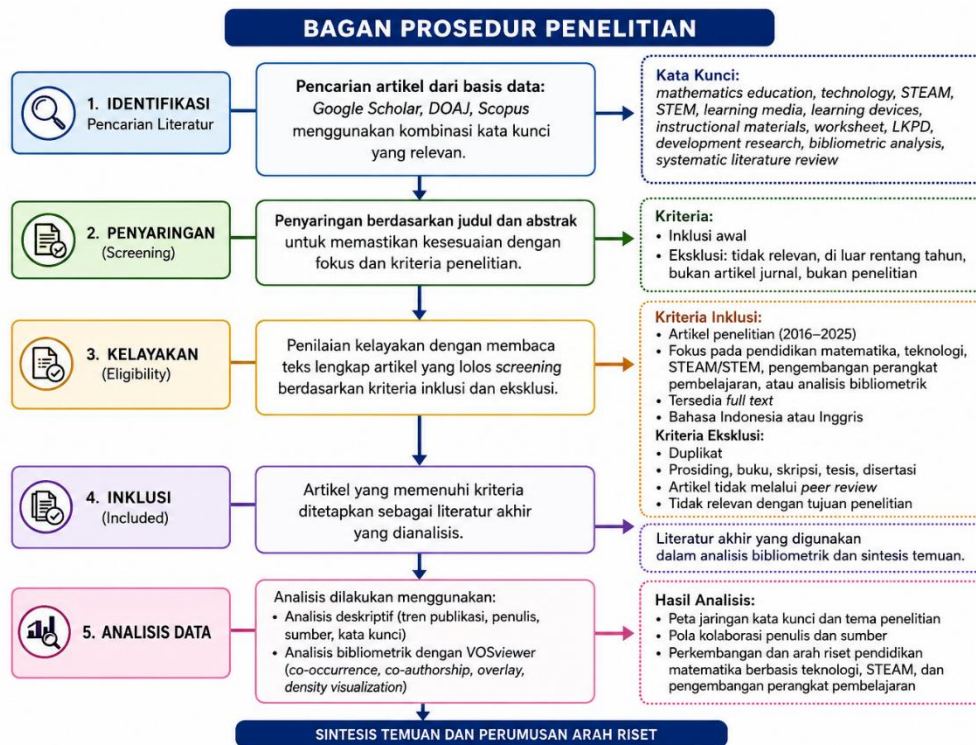 BAGAN PROSEDUR PENELITIAN
1. IDENTIFIKASI
Pencarian Literatur
Pencarian artikel dari basis data:
Google Scholar, DOAJ, Scopus
menggunakan kombinasi kata kunci
yang relevan.
Kata Kunci:
mathematics education, technology, STEAM,
STEM, learning media, learning devices,
instructional materials, worksheet, LKPD,
development research, bibliometric analysis,
systematic literature review
2. PENYARINGAN
(Screening)
Penyaringan berdasarkan judul dan abstrak
untuk memastikan kesesuaian dengan
fokus dan kriteria penelitian.
Kriteria:
• Inklusi awal
• Eksklusi: tidak relevan, di luar rentang tahun,
bukan artikel jurnal, bukan penelitian
3. KELAYAKAN
(Eligibility)
Penilaian kelayakan dengan membaca
teks lengkap artikel yang lolos screening
berdasarkan kriteria inklusi dan eksklusi.
Kriteria Inklusi:
• Artikel penelitian (2016–2025)
• Fokus pada pendidikan matematika, teknologi,
STEAM/STEM, pengembangan perangkat
pembelajaran, atau analisis bibliometrik
• Tersedia full text
• Bahasa Indonesia atau Inggris
Kriteria Eksklusi:
• Duplikat
• Prosiding, buku, skripsi, tesis, disertasi
• Artikel tidak melalui peer review
• Tidak relevan dengan tujuan penelitian
4. INKLUSI
(Included)
Artikel yang memenuhi kriteria
ditetapkan sebagai literatur akhir
yang dianalisis.
Literatur akhir yang digunakan
dalam analisis bibliometrik dan sintesis temuan.
5. ANALISIS DATA
Analisis dilakukan menggunakan:
• Analisis deskriptif (tren publikasi, penulis,
sumber, kata kunci)
• Analisis bibliometrik dengan VOSviewer
(co-occurrence, co-authorship, overlay,
density visualization)
Hasil Analisis:
• Peta jaringan kata kunci dan tema penelitian
• Pola kolaborasi penulis dan sumber
• Perkembangan dan arah riset pendidikan
matematika berbasis teknologi, STEAM, dan
pengembangan perangkat pembelajaran
SINTESIS TEMUAN DAN PERUMUSAN ARAH RISET